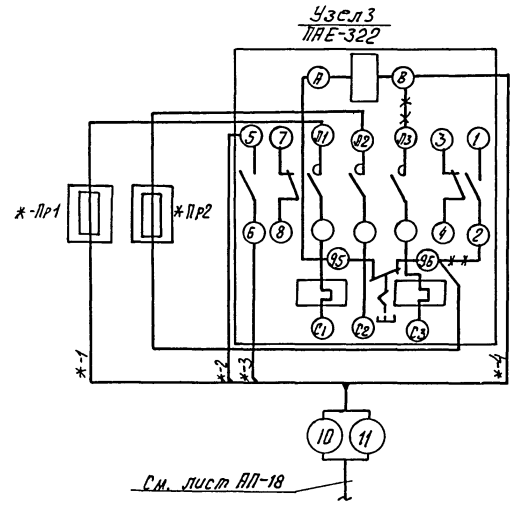 Узел 3
ПАЕ-322
А В
5 7 Л1 Л2 Л3 3 1
*-Пр1 *Пр2
6 8 4 2
95 96
С1 С2 С3
*-1 *-2 *-3 *-4
10 11
См. лист АП-18